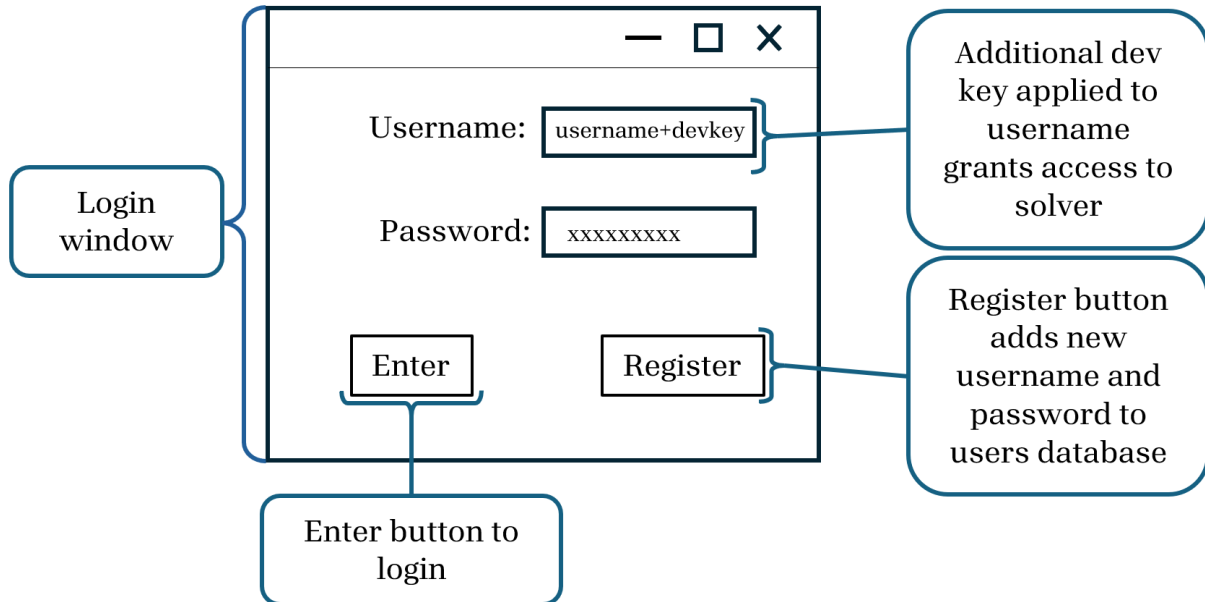 Additional dev
key applied to
username
grants access to
solver
Username:
username+devkey
Login
window
Password:
xxxxxxxxx
Register button
adds new
username and
password to
users database
Enter
Register
Enter button to
login